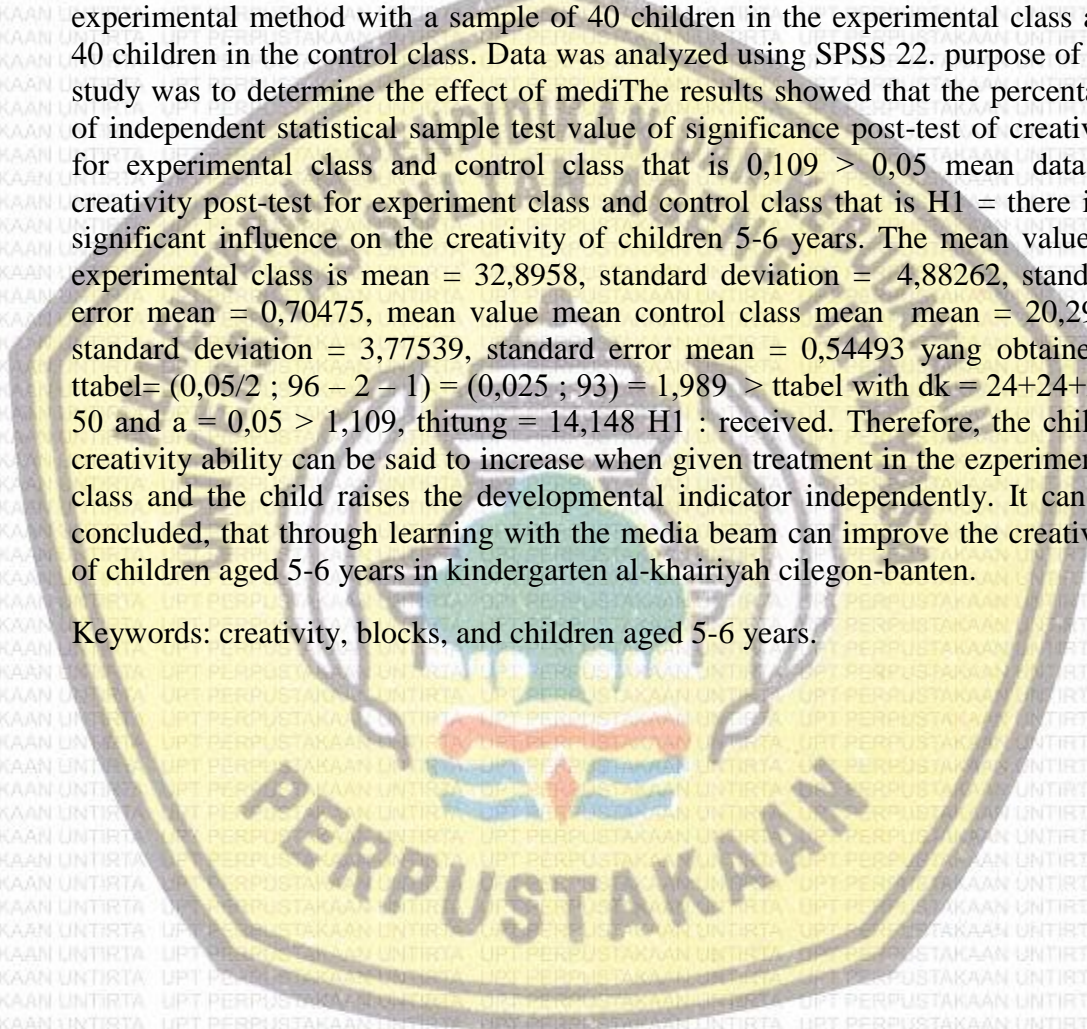 experimental method with a sample of 40 children in the experimental class a
40 children in the control class. Data was analyzed using SPSS 22. purpose of
study was to determine the effect of mediThe results showed that the percenta
of independent statistical sample test value of significance post-test of creativ
for experimental class and control class that is 0,109 > 0,05 mean data
creativity post-test for experiment class and control class that is H1 = there i
significant influence on the creativity of children 5-6 years. The mean value
experimental class is mean = 32,8958, standard deviation = 4,88262, stand
error mean = 0,70475, mean value mean control class mean mean = 20,29
standard deviation = 3,77539, standard error mean = 0,54493 yang obtaine
ttabel= (0,05/2 ; 96 – 2 – 1) = (0,025 ; 93) = 1,989 > ttabel with dk = 24+24+
50 and a = 0,05 > 1,109, thitung = 14,148 H1 : received. Therefore, the chil
creativity ability can be said to increase when given treatment in the ezperimen
class and the child raises the developmental indicator independently. It can
concluded, that through learning with the media beam can improve the creativ
of children aged 5-6 years in kindergarten al-khairiyah cilegon-banten.
Keywords: creativity, blocks, and children aged 5-6 years.
PERPUSTAKAAN
UPT PERPUSTAKAAN UNTIRTA